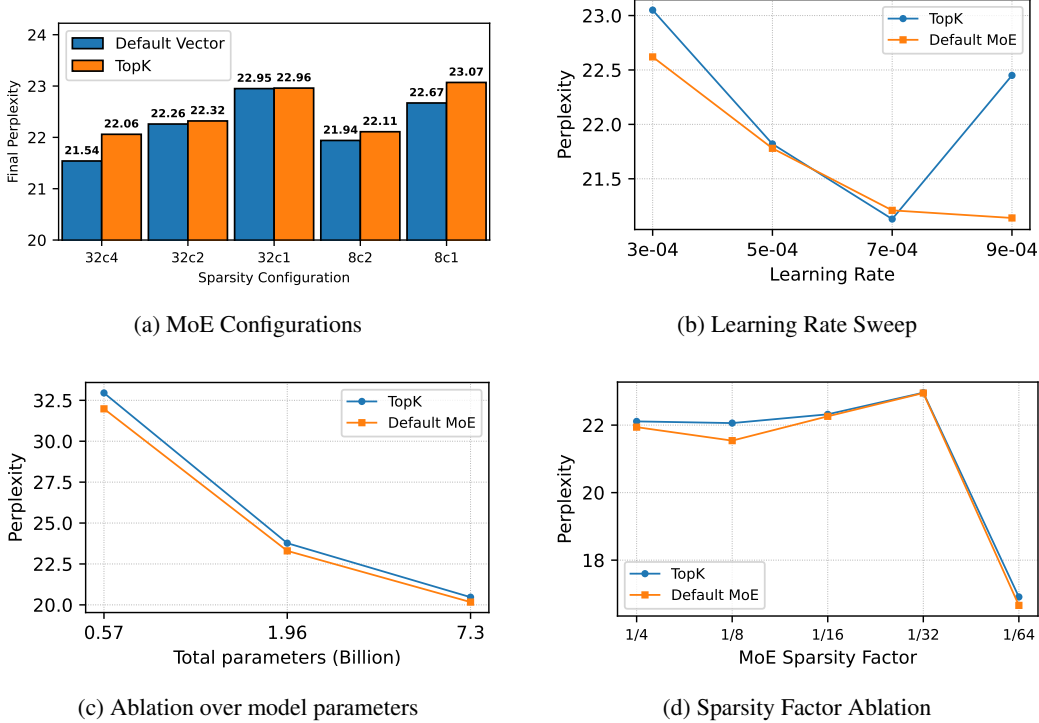 24
23
22
21
20
Final Perplexity
Default Vector
TopK
21.54
22.06
22.26
22.32
22.95
22.96
21.94
22.11
22.67
23.07
32c4
32c2
32c1
8c2
8c1
Sparsity Configuration
(a) MoE Configurations
23.0
22.5
22.0
21.5
Perplexity
TopK
Default MoE
3e-04
5e-04
7e-04
9e-04
Learning Rate
(b) Learning Rate Sweep
32.5
30.0
27.5
25.0
22.5
20.0
Perplexity
TopK
Default MoE
0.57
1.96
7.3
Total parameters (Billion)
(c) Ablation over model parameters
22
20
18
Perplexity
TopK
Default MoE
1/4
1/8
1/16
1/32
1/64
MoE Sparsity Factor
(d) Sparsity Factor Ablation